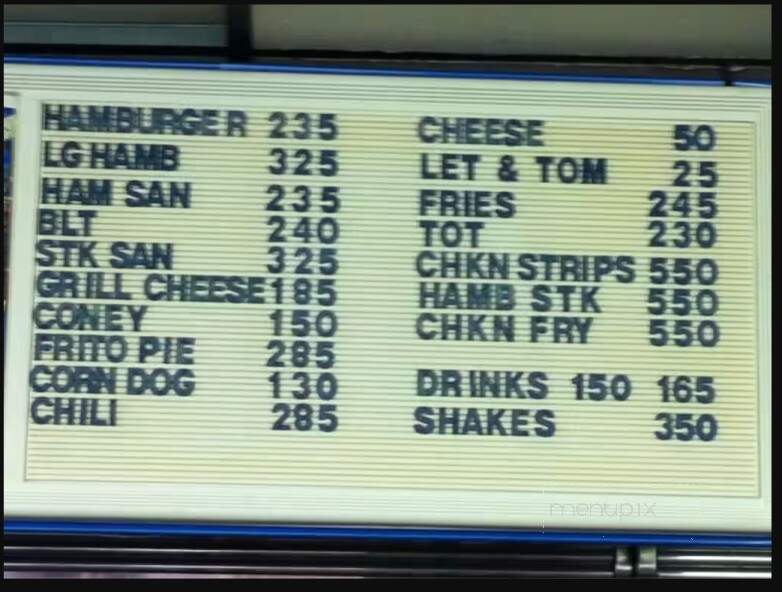 HAMBURGER 235
LG HAMB 325
HAM SAN 235
BLT 240
STK SAN 325
GRILL CHEESE 185
CONEY 150
FRITO PIE 285
CORN DOG 130
CHILI 285
CHEESE 50
LET & TOM 25
FRIES 245
TOT 230
CHKN STRIPS 550
HAMB STK 550
CHKN FRY 550
DRINKS 150 165
SHAKES 350
menupix